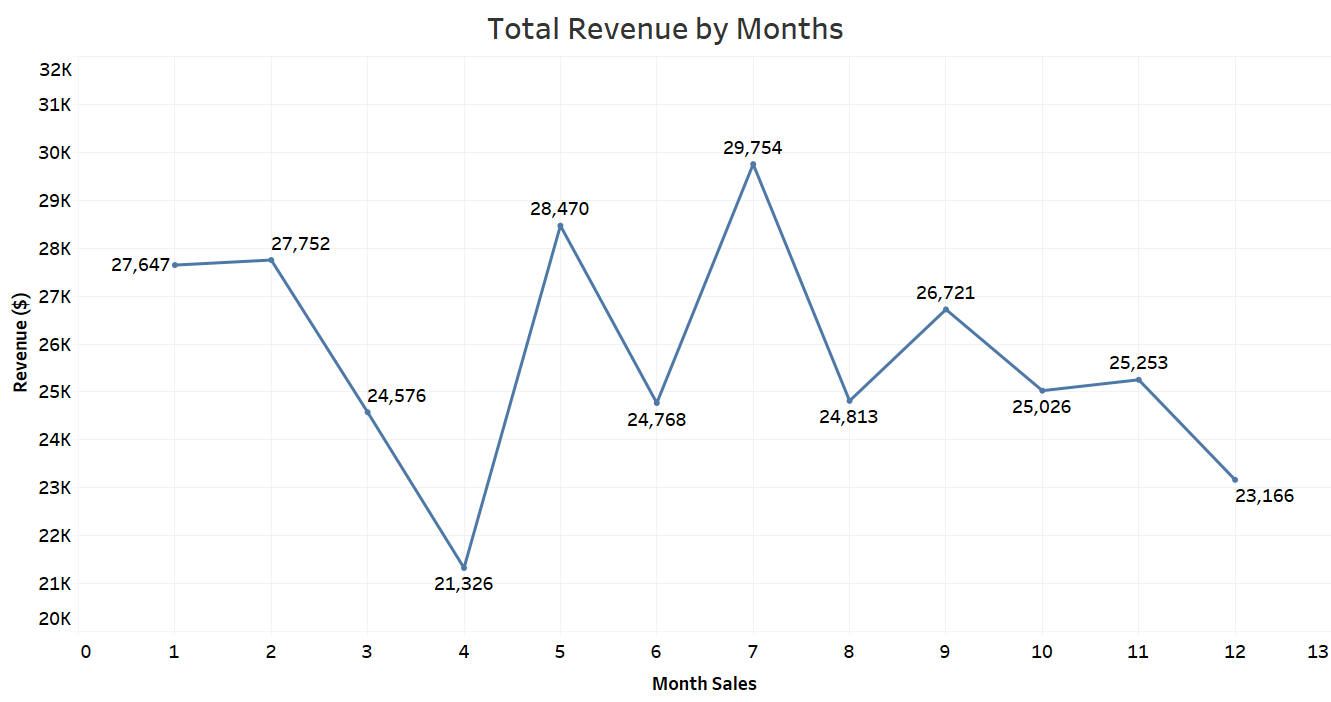 Total Revenue by Months
32K
31K
30K
29K
28K
27K
26K
25K
24K
23K
22K
21K
20K
Revenue ($)
27,647
27,752
24,576
21,326
28,470
24,768
29,754
24,813
26,721
25,026
25,253
23,166
0 1 2 3 4 5 6 7 8 9 10 11 12 13
Month Sales